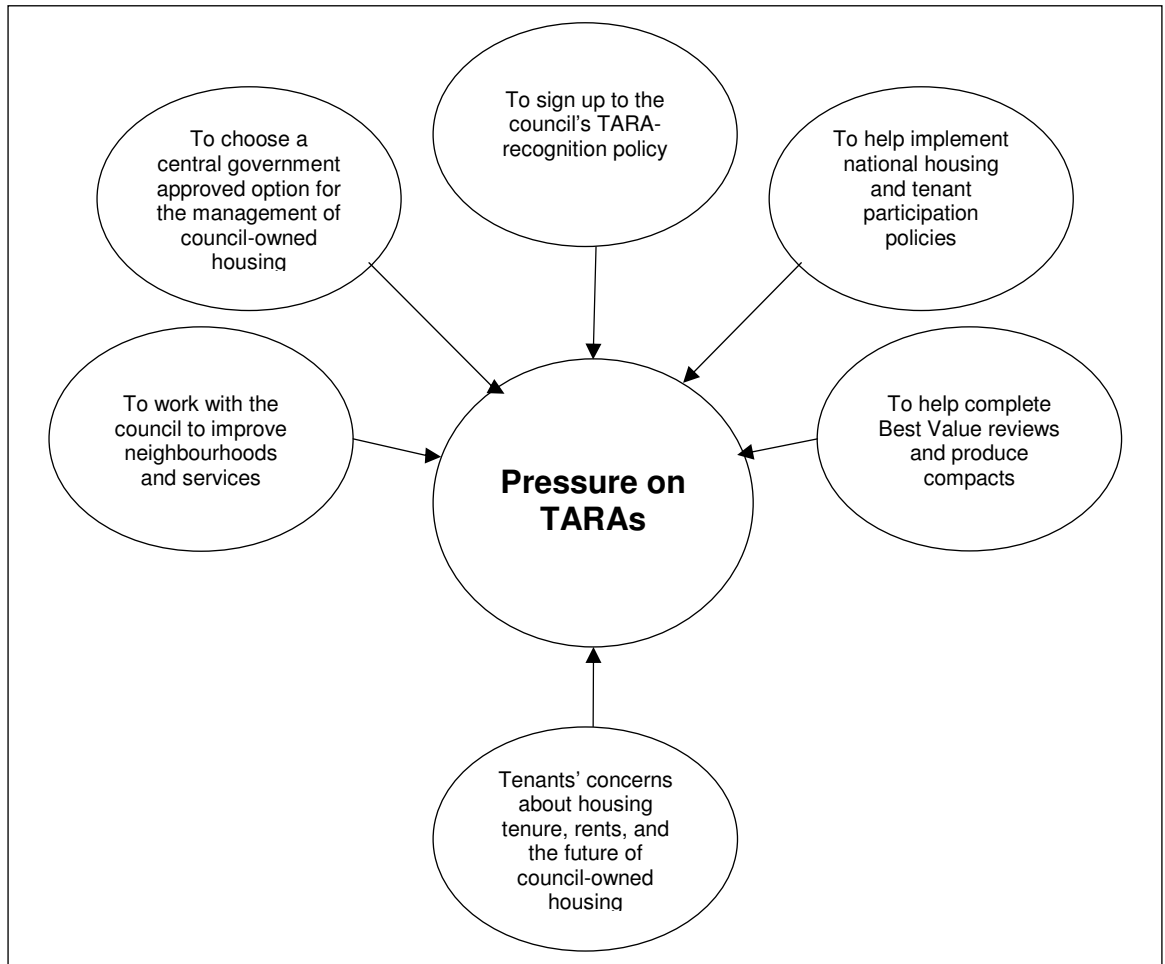 To sign up to the
council's TARA-
recognition policy
To choose a
central government
approved option for
the management of
council-owned
housing
To help implement
national housing
and tenant
participation
policies
To work with the
council to improve
neighbourhoods
and services
To help complete
Best Value reviews
and produce
compacts
Pressure on
TARAs
Tenants' concerns
about housing
tenure, rents, and
the future of
council-owned
housing